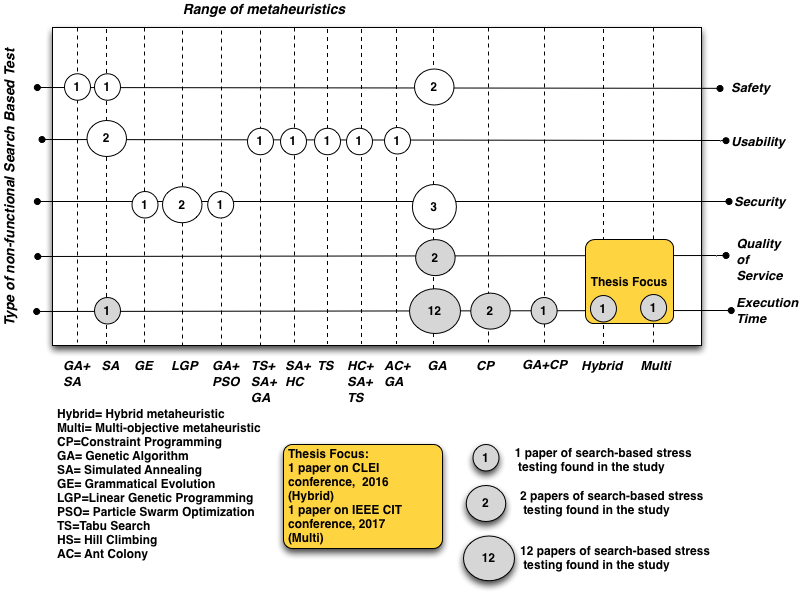 Range of metaheuristics
Type of non-functional Search Based Test
1 1 2 Safety
2 1 1 1 1 1 Usability
1 2 1 3 Security
2 Quality
of
Service
Thesis Focus
1 12 2 1 1 1 Execution
Time
GA+ SA GE LGP GA+ TS+ SA+ TS HC+ AC+ GA CP GA+CP Hybrid Multi
SA PSO SA+ HC SA+ GA
GA TS
Hybrid= Hybrid metaheuristic
Multi= Multi-objective metaheuristic
CP=Constraint Programming
GA= Genetic Algorithm
SA= Simulated Annealing
GE= Grammatical Evolution
LGP=Linear Genetic Programming
PSO= Particle Swarm Optimization
TS=Tabu Search
HS= Hill Climbing
AC= Ant Colony
Thesis Focus:
1 paper on CLEI
conference, 2016
(Hybrid)
1 paper on IEEE CIT
conference, 2017
(Multi)
1 1 paper of search-based stress
testing found in the study
2 2 papers of search-based stress
testing found in the study
12 12 papers of search-based stress
testing found in the study